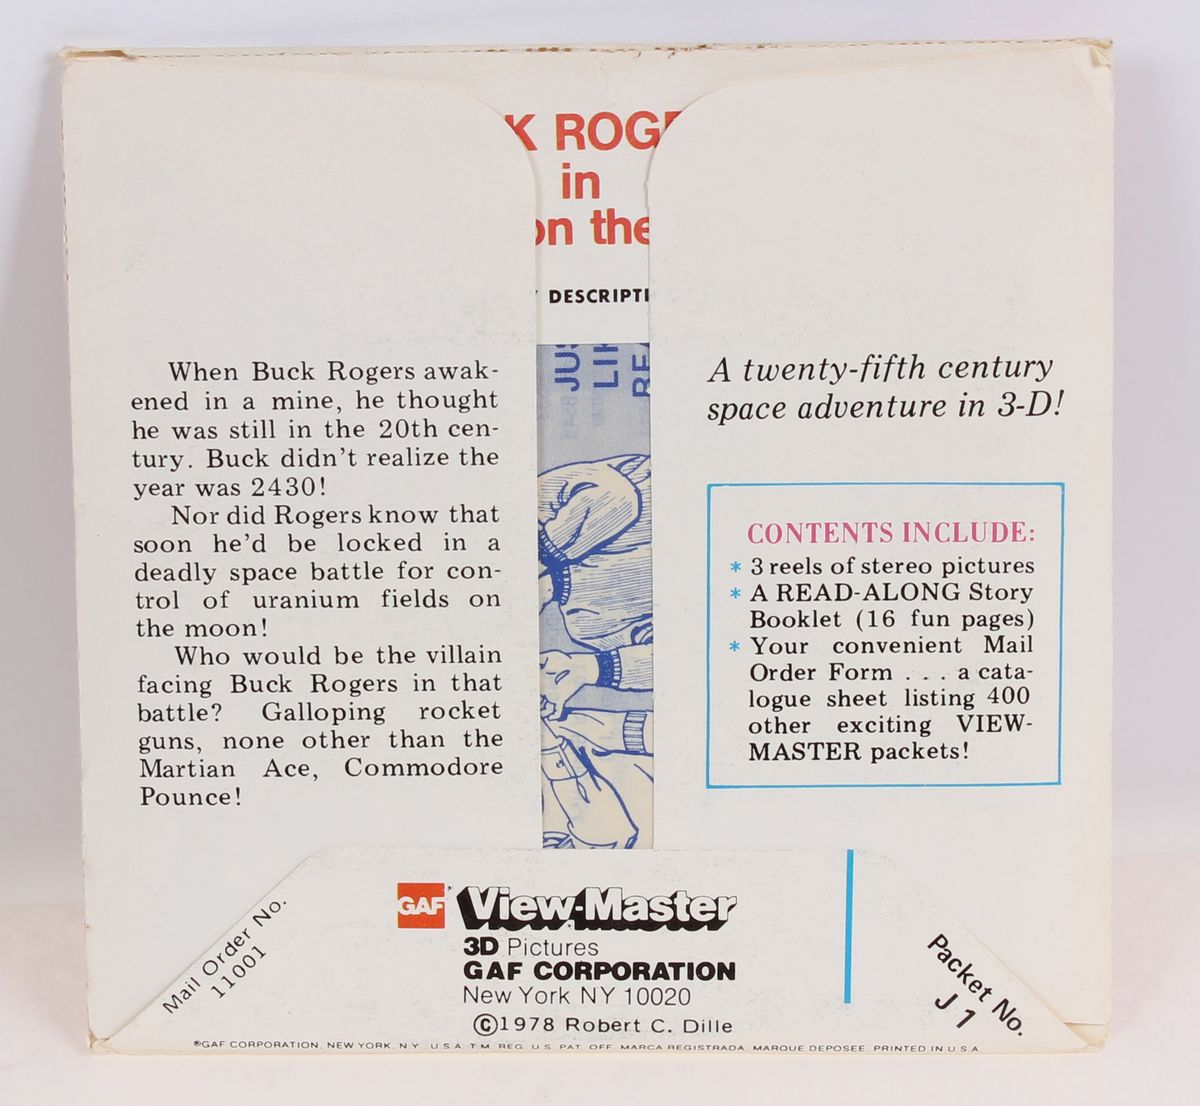 K ROGE
in
on the
DESCRIPTI
JUS
LIK
RE
When Buck Rogers awak-
ened in a mine, he thought
he was still in the 20th cen-
tury. Buck didn't realize the
year was 2430!
Nor did Rogers know that
soon he'd be locked in a
deadly space battle for con-
trol of uranium fields on
the moon!
Who would be the villain
facing Buck Rogers in that
battle? Galloping rocket
guns, none other than the
Martian Ace, Commodore
Pounce!
A twenty-fifth century
space adventure in 3-D!
CONTENTS INCLUDE:
* 3 reels of stereo pictures
* A READ-ALONG Story
Booklet (16 fun pages)
* Your convenient Mail
Order Form . . . a cata-
logue sheet listing 400
other exciting VIEW-
MASTER packets!
Mail Order No.
11001
GAF View-Master
3D Pictures
GAF CORPORATION
New York NY 10020
©1978 Robert C. Dille
Packet No.
J 1
®GAF CORPORATION, NEW YORK, N.Y., U.S.A. T.M. REG. U.S. PAT. OFF. MARCA REGISTRADA. MARQUE DEPOSEE. PRINTED IN U.S.A.